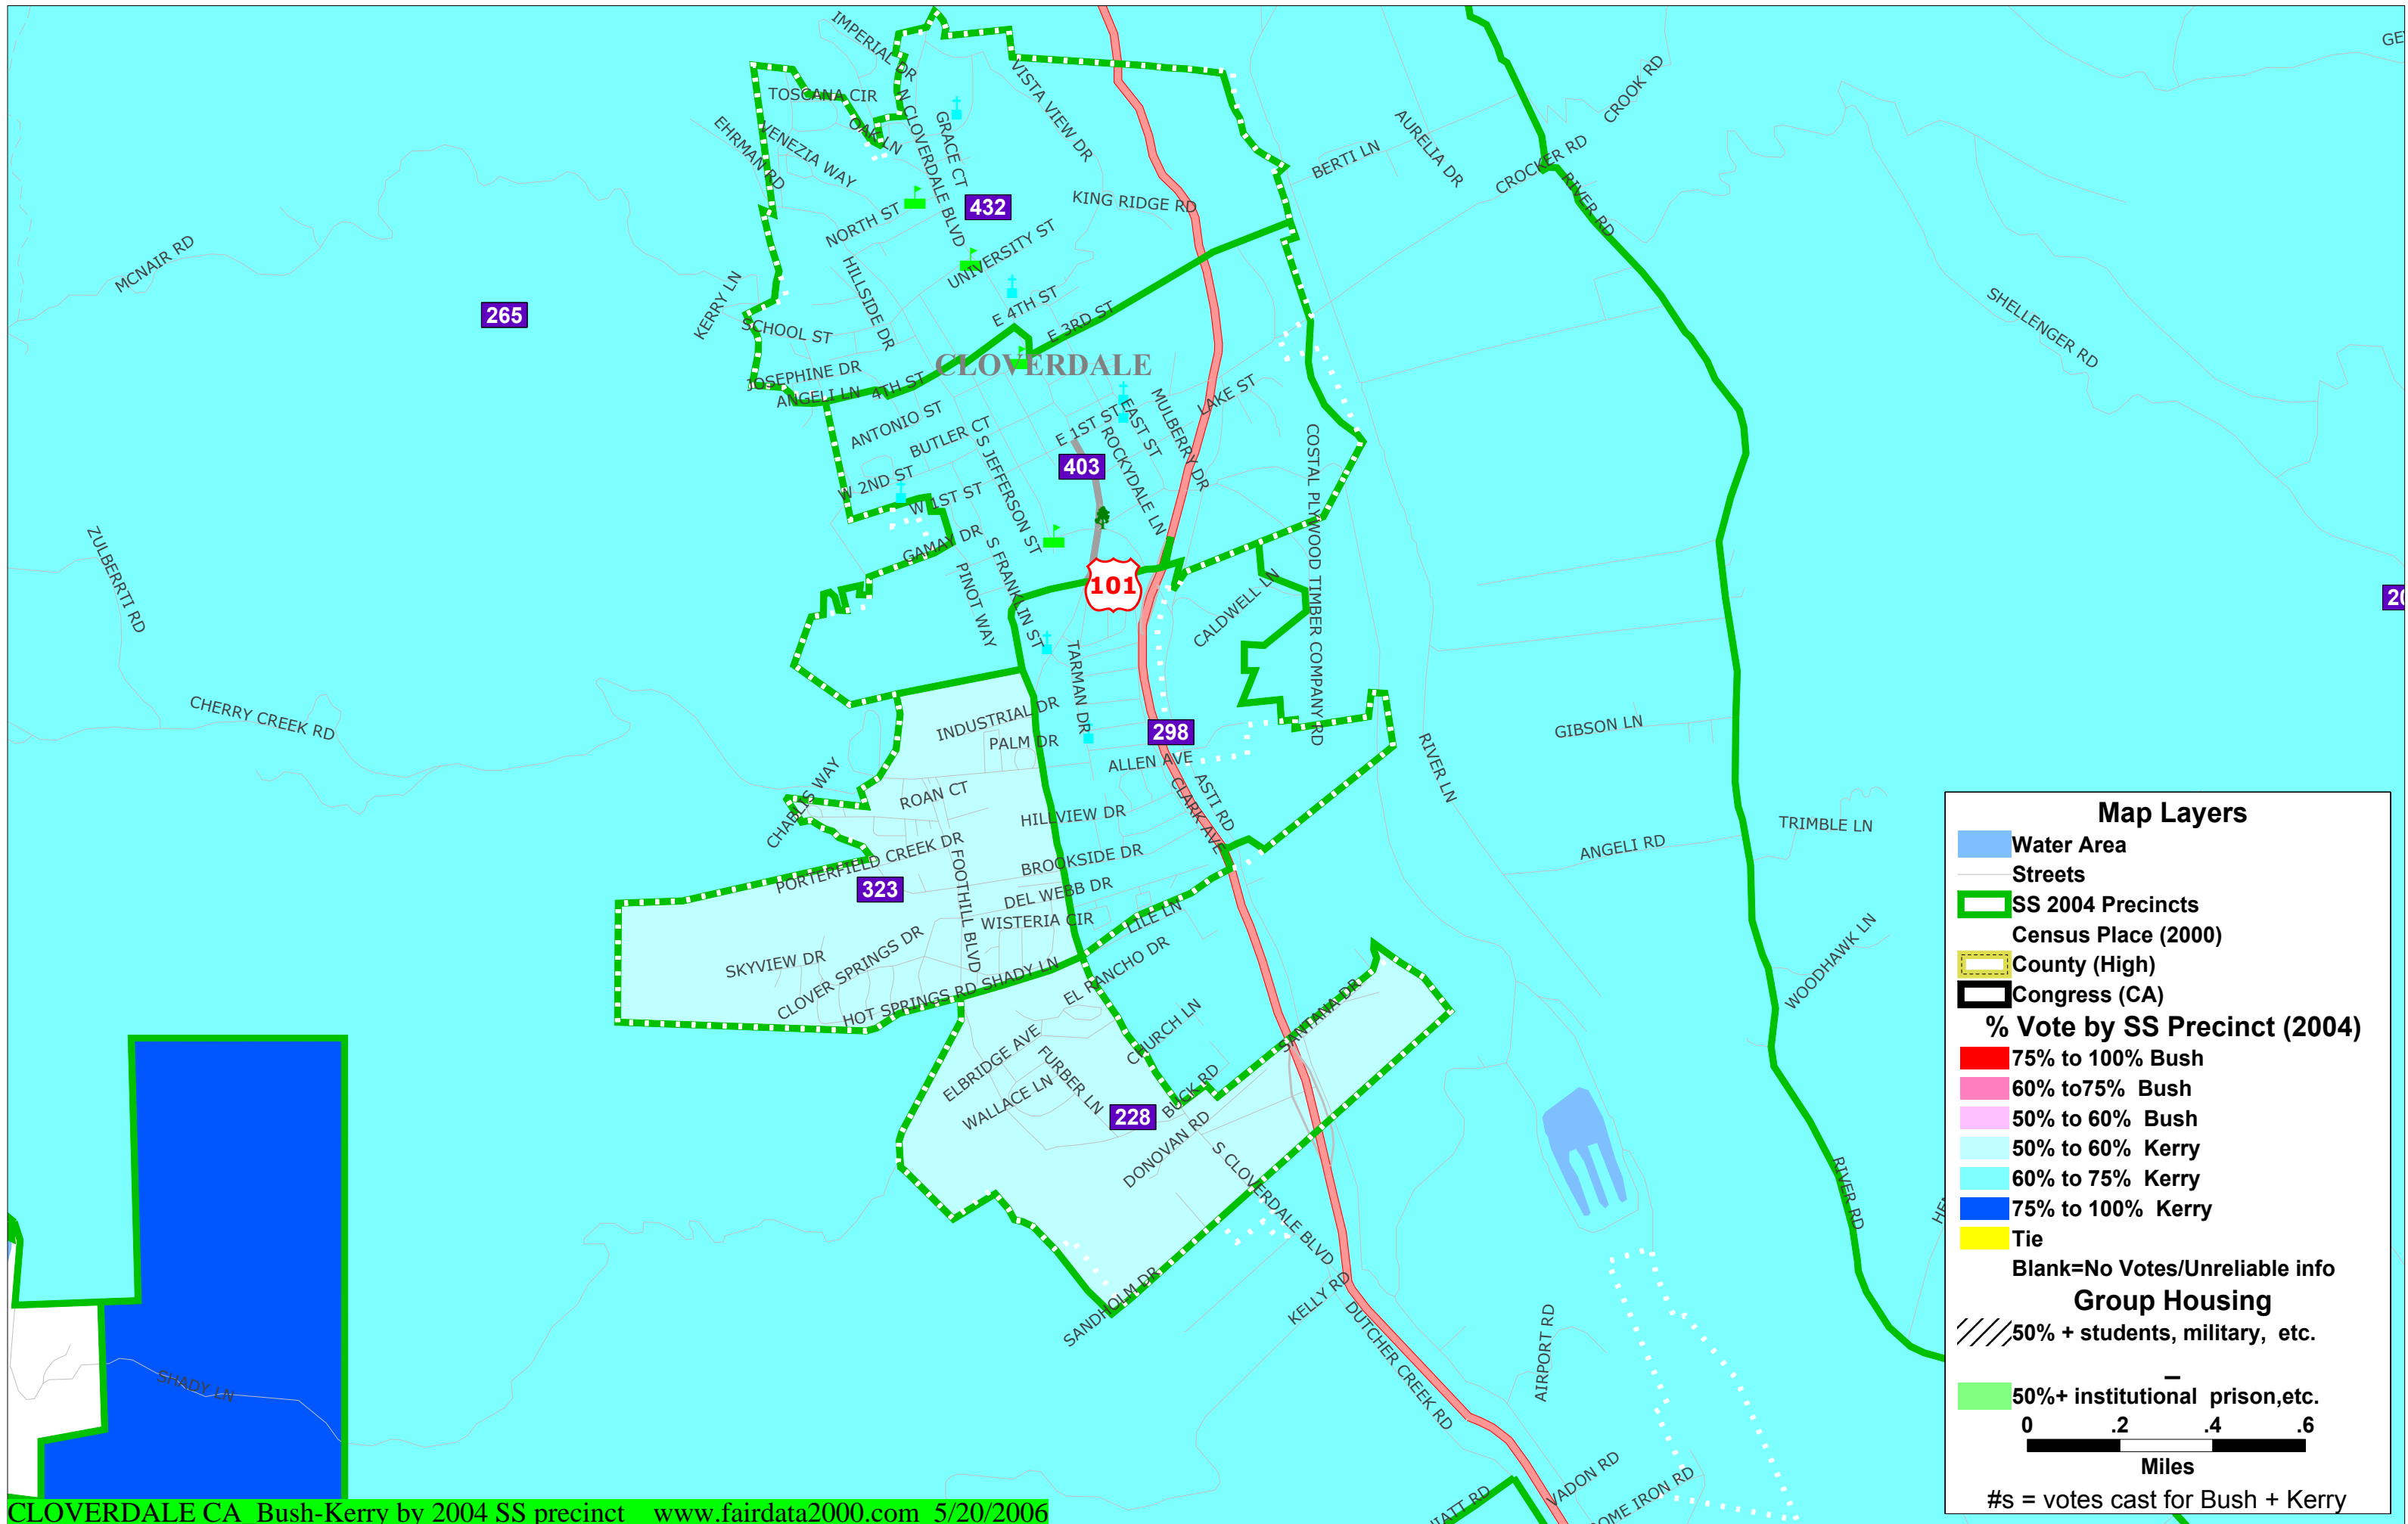 IMPERIAL DR
TOSCANA CIR
N CLOVERDALE BLVD
GRACE CT
VISTA VIEW DR
OAK LN
EHRMAN RD
VENEZIA WAY
AURELIA DR
BERTI LN
CROOK RD
CROCKER RD
RIVER RD
MCNAIR RD
432
KING RIDGE RD
NORTH ST
UNIVERSITY ST
HILLSIDE DR
KERRY LN
265
SCHOOL ST
E 4TH ST
E 3RD ST
SHELLENGER RD
CLOVERDALE
JOSEPHINE DR
ANGELI LN
4TH ST
ANTONIO ST
BUTLER CT
S JEFFERSON ST
E 1ST ST
EAST ST
MULBERRY DR
LAKE ST
403
ROCKYDALE LN
W 2ND ST
W 1ST ST
COSTAL PLYWOOD TIMBER COMPANY RD
GAMAY DR
S FRANKLIN ST
PINOT WAY
101
CALDWELL LN
ZULBERTI RD
CHERRY CREEK RD
TARMAN DR
INDUSTRIAL DR
PALM DR
298
ALLEN AVE
ASTI RD
CLARK AVE
RIVER LN
GIBSON LN
CHABLIS WAY
ROAN CT
HILLVIEW DR
TRIMBLE LN
ANGELI RD
PORTERFIELD CREEK DR
FOOTHILL BLVD
BROOKSIDE DR
323
DEL WEBB DR
WISTERIA CIR
LILE LN
WOODHAWK LN
SKYVIEW DR
CLOVER SPRINGS DR
HOT SPRINGS RD
SHADY LN
EL RANCHO DR
SANTANA DR
CHURCH LN
ELBRIDGE AVE
FURBER LN
WALLACE LN
BUCK RD
228
DONOVAN RD
S CLOVERDALE BLVD
RIVER RD
SANDHOLM DR
KELLY RD
DUTCHER CREEK RD
AIRPORT RD
SHADY LN
VADON RD
Map Layers
Water Area
Streets
SS 2004 Precincts
Census Place (2000)
County (High)
Congress (CA)
% Vote by SS Precinct (2004)
75% to 100% Bush
60% to75% Bush
50% to 60% Bush
50% to 60% Kerry
60% to 75% Kerry
75% to 100% Kerry
Tie
Blank=No Votes/Unreliable info
Group Housing
50% + students, military, etc.
50%+ institutional prison,etc.
0 .2 .4 .6
Miles
#s = votes cast for Bush + Kerry
CLOVERDALE CA Bush-Kerry by 2004 SS precinct www.fairdata2000.com 5/20/2006